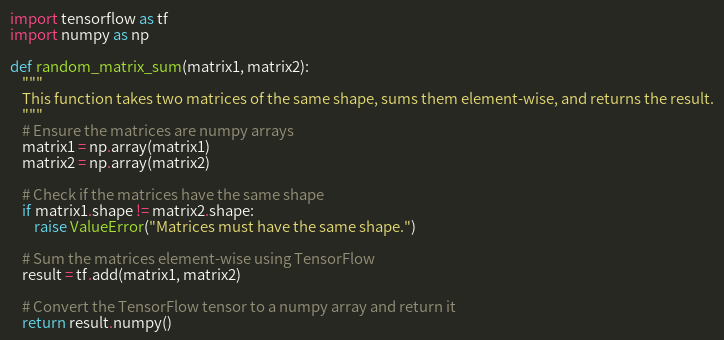 import tensorflow as tf
import numpy as np

def random_matrix_sum(matrix1, matrix2):
    """
    This function takes two matrices of the same shape, sums them element-wise, and returns the result.
    """
    # Ensure the matrices are numpy arrays
    matrix1 = np.array(matrix1)
    matrix2 = np.array(matrix2)

    # Check if the matrices have the same shape
    if matrix1.shape != matrix2.shape:
        raise ValueError("Matrices must have the same shape.")

    # Sum the matrices element-wise using TensorFlow
    result = tf.add(matrix1, matrix2)

    # Convert the TensorFlow tensor to a numpy array and return it
    return result.numpy()